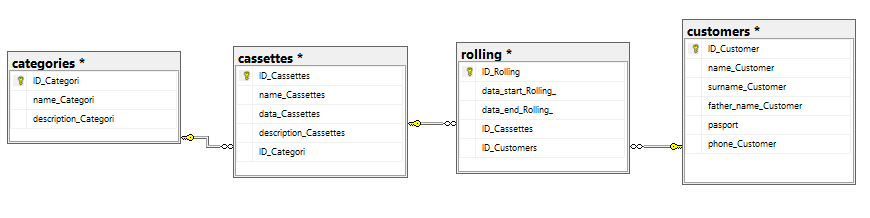 categories *
ID_Categori
name_Categori
description_Categori
cassettes *
ID_Cassettes
name_Cassettes
data_Cassettes
description_Cassettes
ID_Categori
rolling *
ID_Rolling
data_start_Rolling_
data_end_Rolling_
ID_Cassettes
ID_Customers
customers *
ID_Customer
name_Customer
surname_Customer
father_name_Customer
pasport
phone_Customer